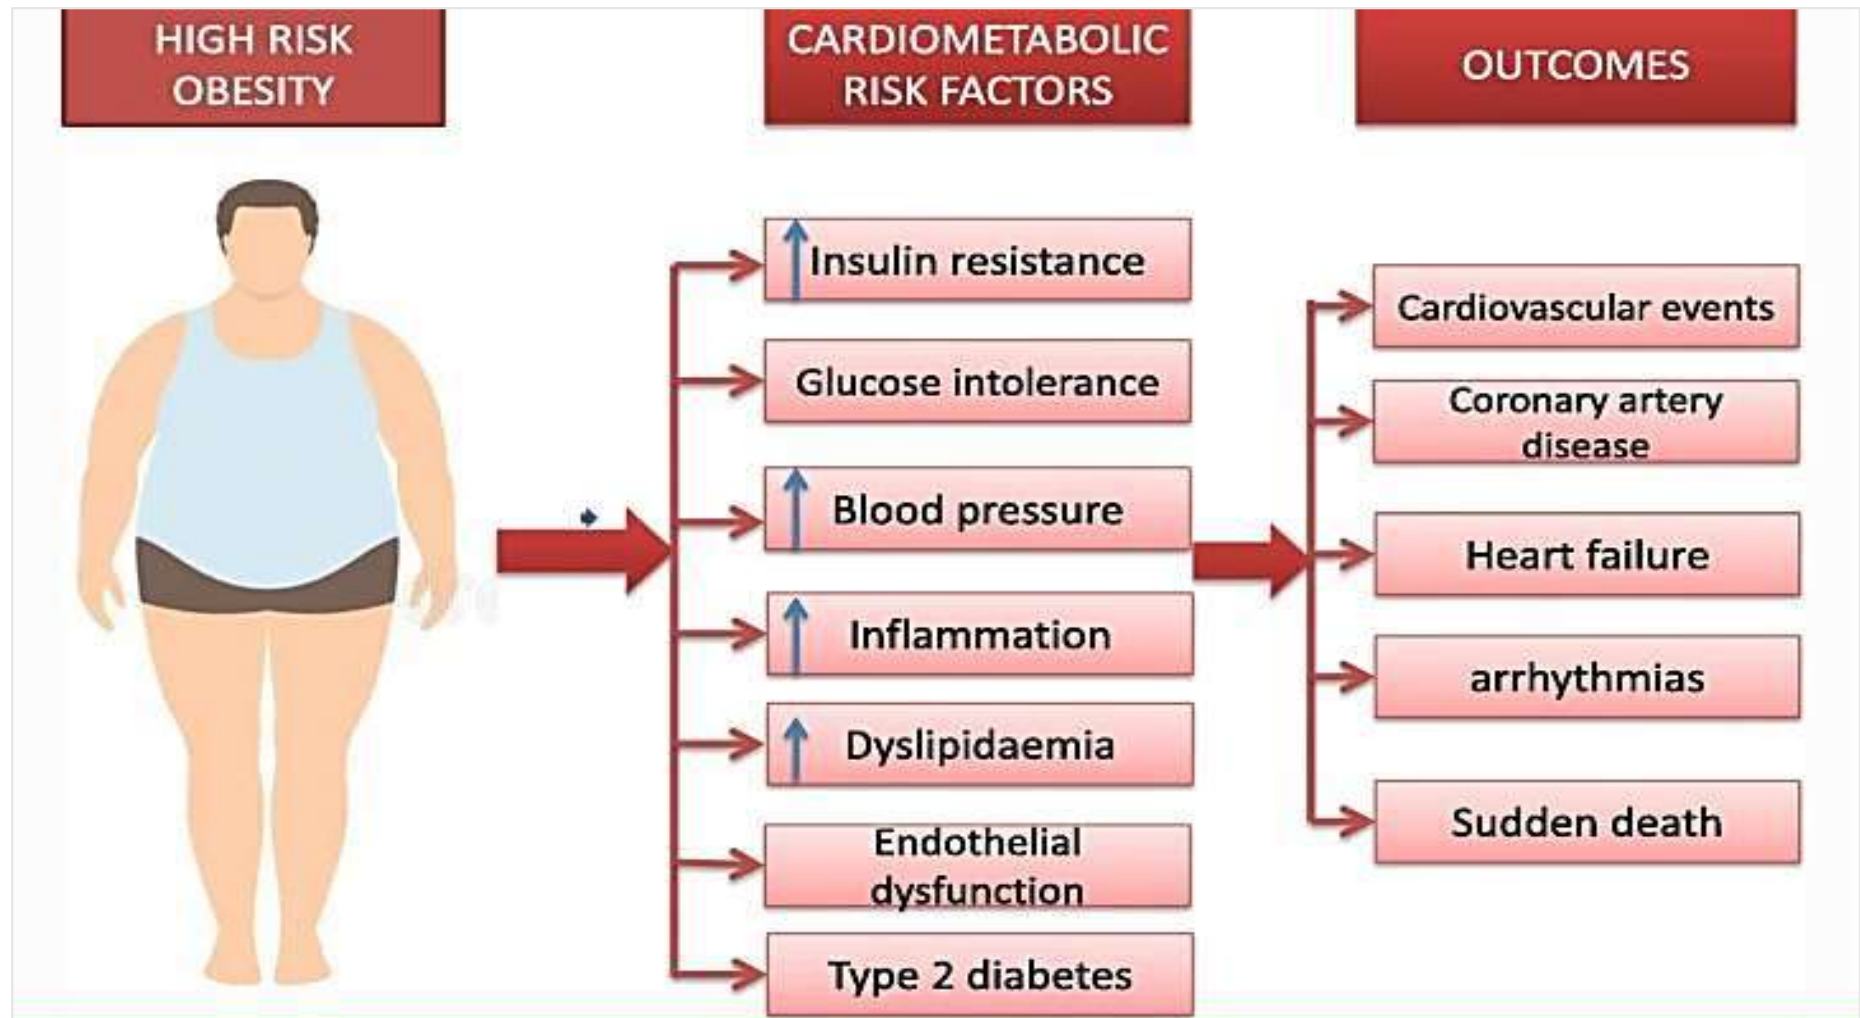 HIGH RISK
OBESITY
CARDIOMETABOLIC
RISK FACTORS
OUTCOMES
Insulin resistance
Glucose intolerance
Blood pressure
Inflammation
Dyslipidaemia
Endothelial
dysfunction
Type 2 diabetes
Cardiovascular events
Coronary artery
disease
Heart failure
arrhythmias
Sudden death